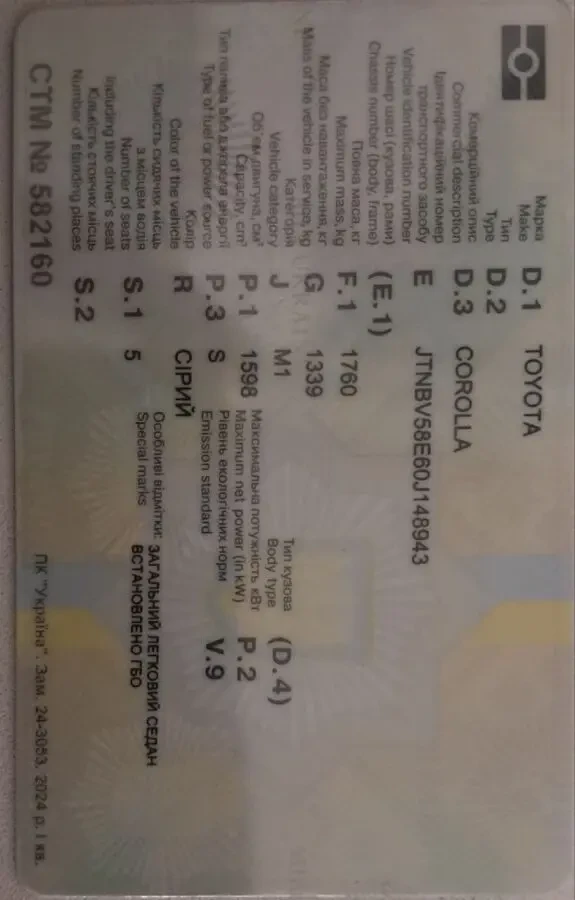 Марка
Make D.1 TOYOTA
Тип
Type D.2
Комерційний опис
Commercial description D.3 COROLLA
Ідентифікаційний номер
транспортного засобу
Vehicle identification number E JTNBV58E60J148943
Номер шасі (кузова, рами)
Chassis number (body, frame) (E.1)
Повна маса, кг
Maximum mass, kg F.1 1760
Маса без навантаження, кг
Mass of the vehicle in service, kg G 1339
Категорія
Vehicle category J M1
Тип кузова
Body type (D.4)
Об'єм двигуна, см³
Capacity, cm³ P.1 1598
Максимальна потужність кВт
Maximum net power (in kW) P.2
Тип палива або джерела енергії
Type of fuel or power source P.3 S
Рівень екологічних норм
Emission standard V.9
Колір
Color of the vehicle R СІРИЙ
Кількість сидячих місць
з місцем водія
Number of seats
including the driver's seat S.1 5
Особливі відмітки: ЗАГАЛЬНИЙ ЛЕГКОВИЙ СЕДАН
Special marks ВСТАНОВЛЕНО ГБО
Кількість стоячих місць
Number of standing places S.2
СТМ № 582160
ПК "Україна". Зам. 24-3053. 2024 р. I кв.